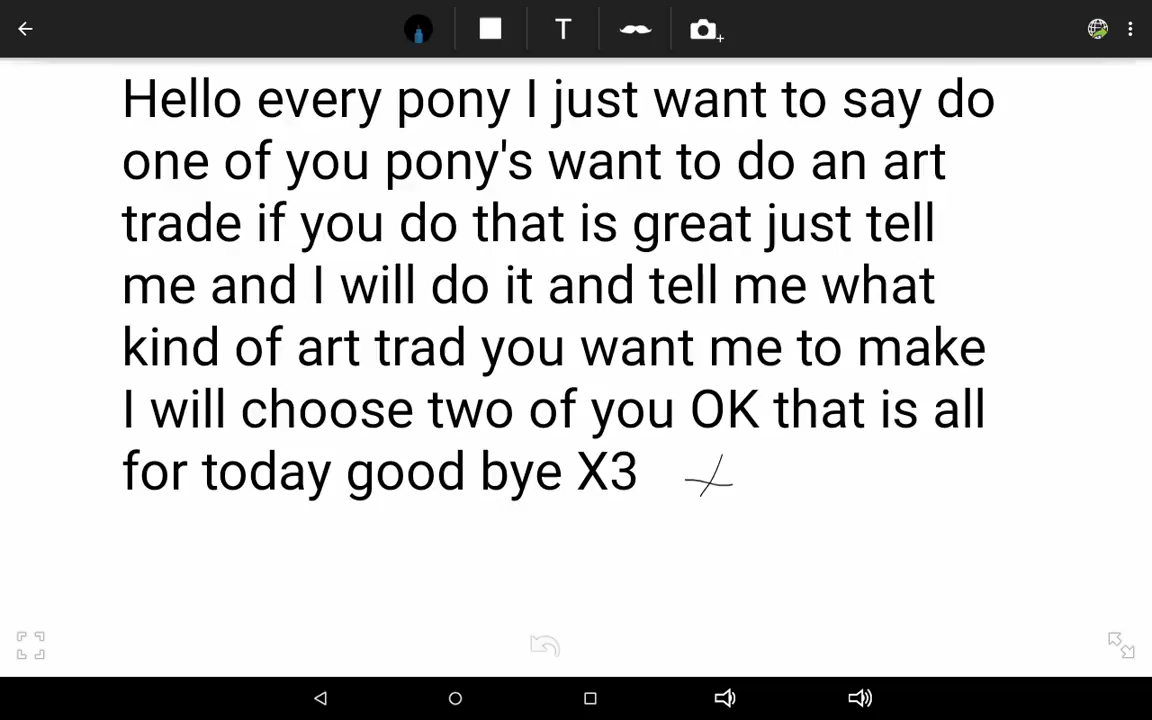 T
Hello every pony I just want to say do
one of you pony's want to do an art
trade if you do that is great just tell
me and I will do it and tell me what
kind of art trad you want me to make
I will choose two of you OK that is all
for today good bye X3